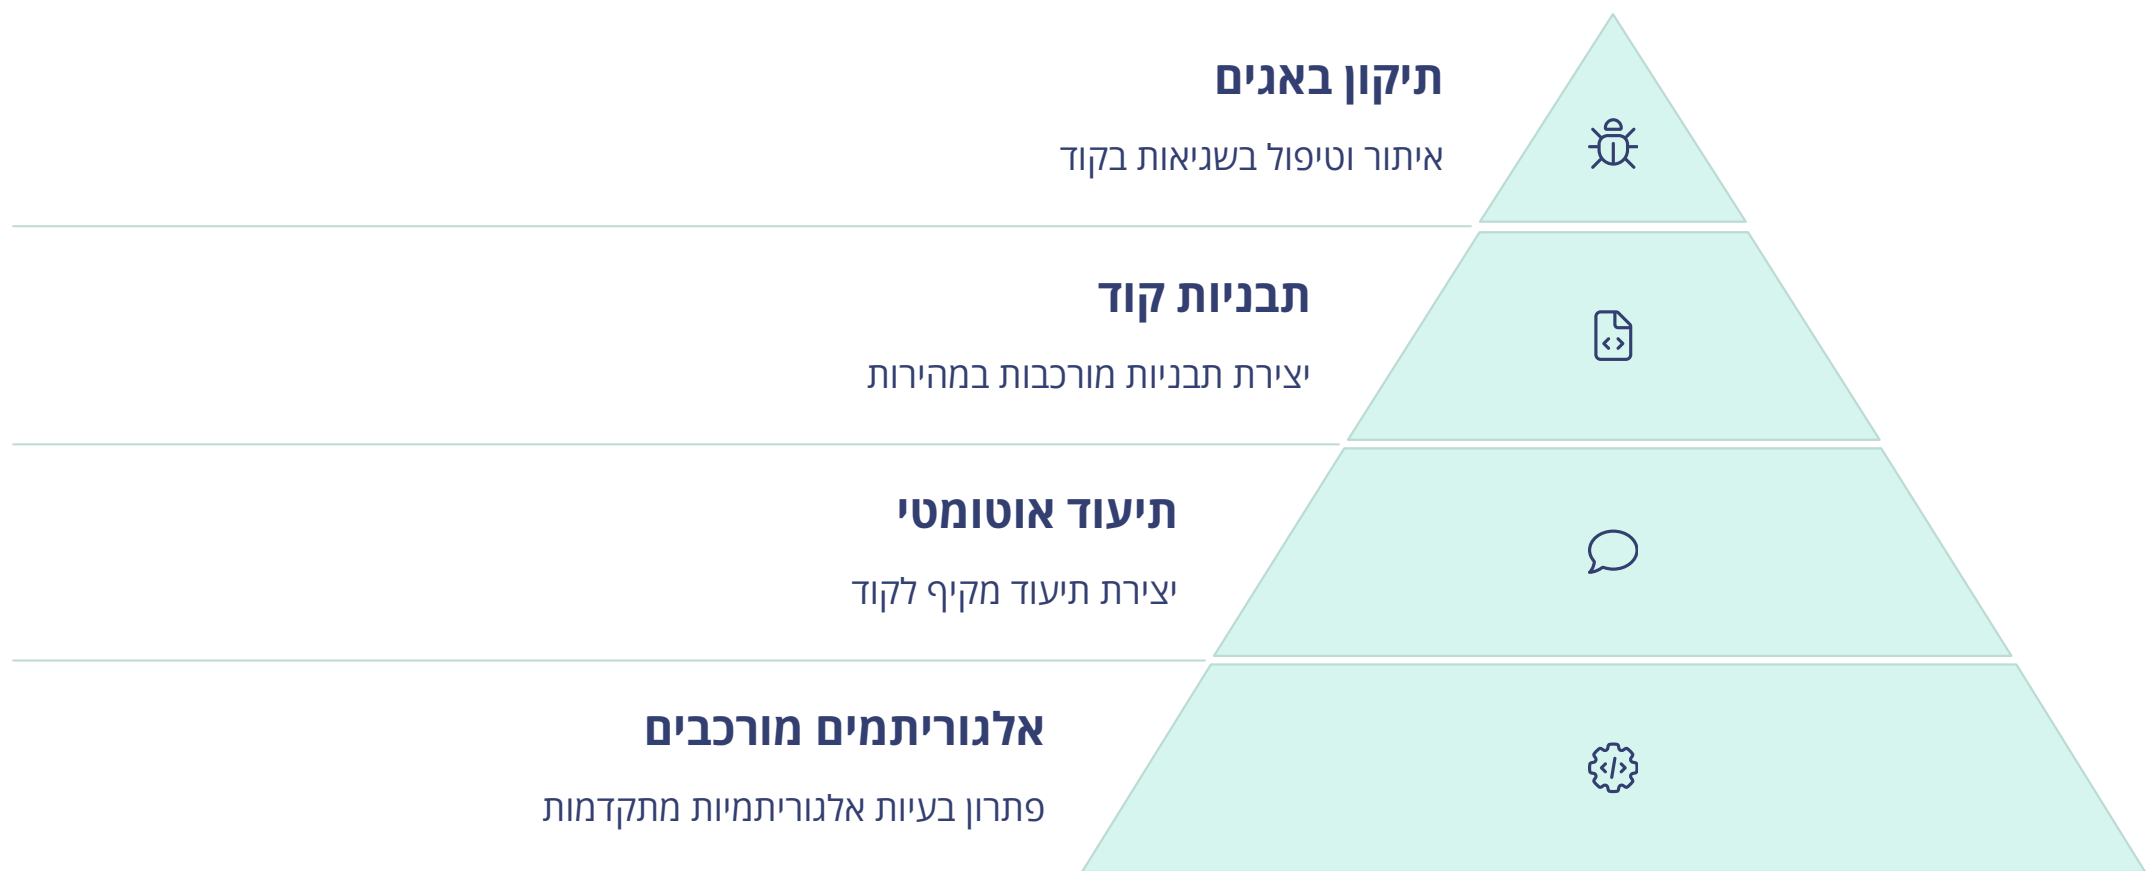 תיקון באגים
איתור וטיפול בשגיאות בקוד
תבניות קוד
יצירת תבניות מורכבות במהירות
תיעוד אוטומטי
יצירת תיעוד מקיף לקוד
אלגוריתמים מורכבים
פתרון בעיות אלגוריתמיות מתקדמות